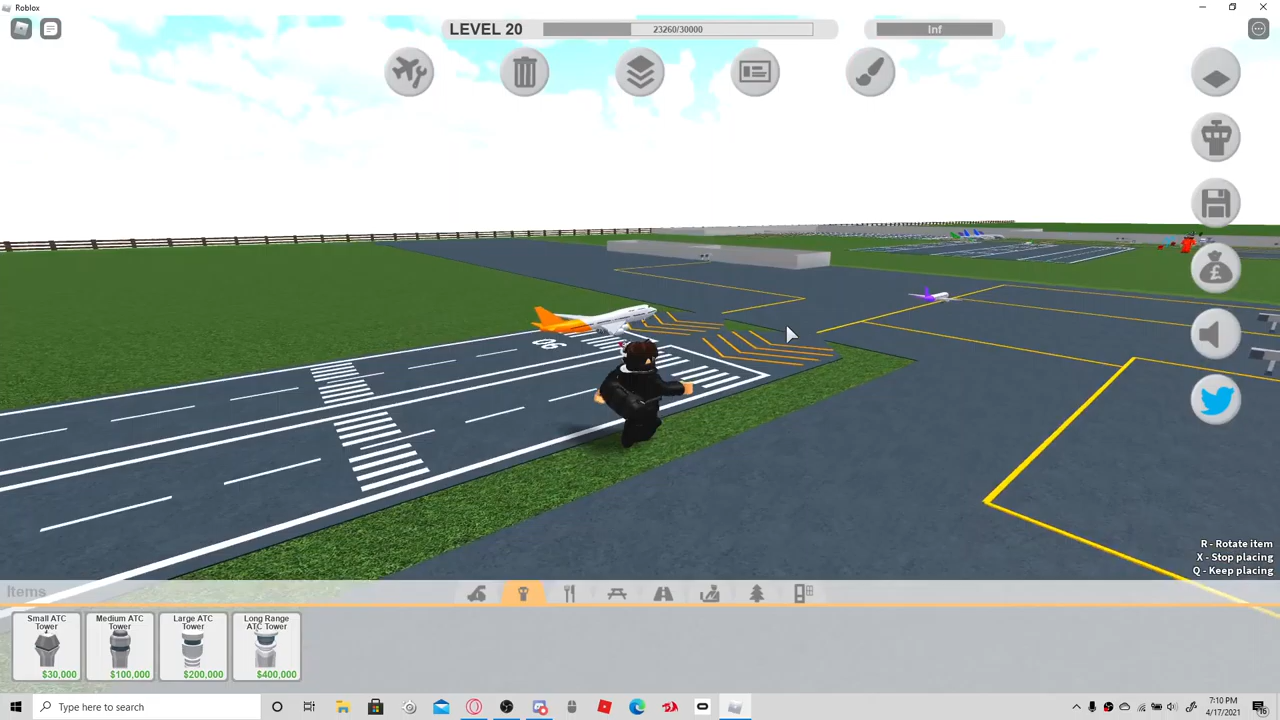 Roblox
LEVEL 20
23260/30000
Inf
£
90
R - Rotate item
X - Stop placing
Q - Keep placing
Items
Small ATC Tower
$30,000
Medium ATC Tower
$100,000
Large ATC Tower
$200,000
Long Range ATC Tower
$400,000
Type here to search
7:10 PM
4/17/2021
16